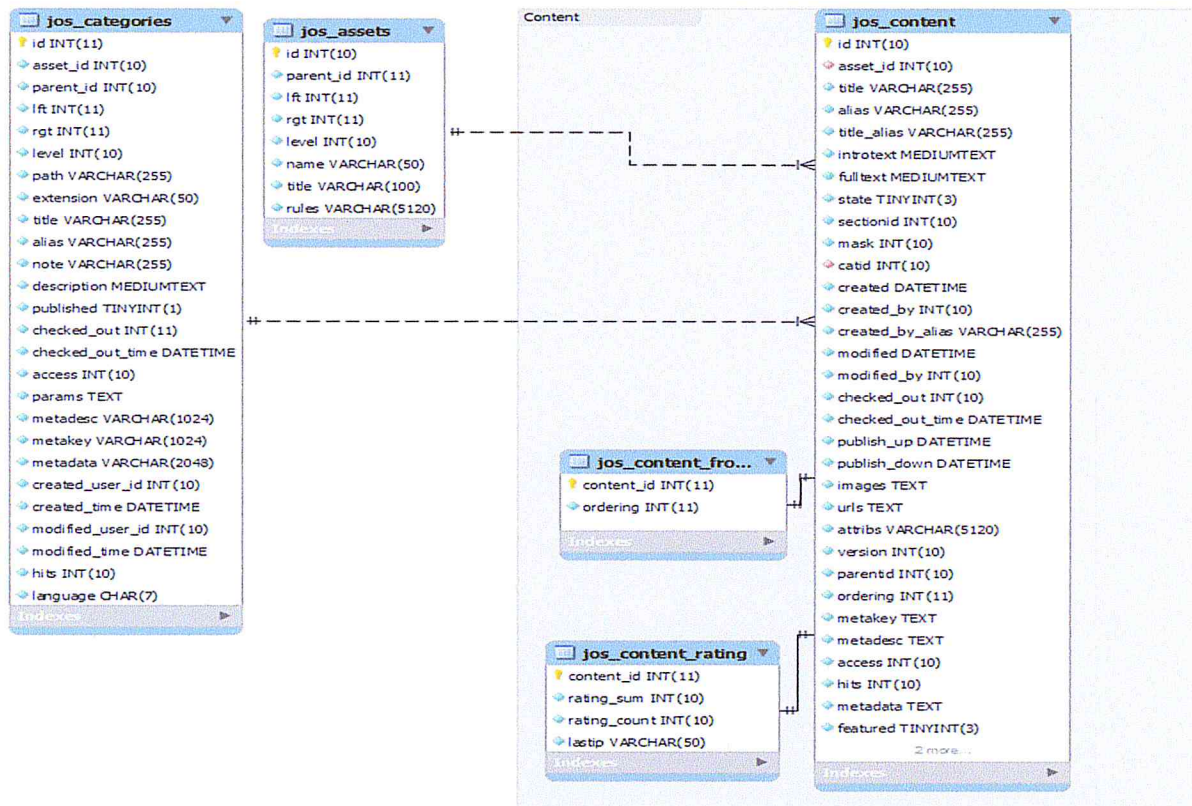 jos_categories
id INT(11)
asset_id INT(10)
parent_id INT(10)
lft INT(11)
rgt INT(11)
level INT(10)
path VARCHAR(255)
extension VARCHAR(50)
title VARCHAR(255)
alias VARCHAR(255)
note VARCHAR(255)
description MEDIUMTEXT
published TINYINT(1)
checked_out INT(11)
checked_out_time DATETIME
access INT(10)
params TEXT
metadesc VARCHAR(1024)
metakey VARCHAR(1024)
metadata VARCHAR(2048)
created_user_id INT(10)
created_time DATETIME
modified_user_id INT(10)
modified_time DATETIME
hits INT(10)
language CHAR(7)
Indexes
jos_assets
id INT(10)
parent_id INT(11)
lft INT(11)
rgt INT(11)
level INT(10)
name VARCHAR(50)
title VARCHAR(100)
rules VARCHAR(5120)
Indexes
Content
jos_content_fro...
content_id INT(11)
ordering INT(11)
Indexes
jos_content_rating
content_id INT(11)
rating_sum INT(10)
rating_count INT(10)
lastip VARCHAR(50)
Indexes
jos_content
id INT(10)
asset_id INT(10)
title VARCHAR(255)
alias VARCHAR(255)
title_alias VARCHAR(255)
introtext MEDIUMTEXT
fulltext MEDIUMTEXT
state TINYINT(3)
sectionid INT(10)
mask INT(10)
catid INT(10)
created DATETIME
created_by INT(10)
created_by_alias VARCHAR(255)
modified DATETIME
modified_by INT(10)
checked_out INT(10)
checked_out_time DATETIME
publish_up DATETIME
publish_down DATETIME
images TEXT
urls TEXT
attribs VARCHAR(5120)
version INT(10)
parentid INT(10)
ordering INT(11)
metakey TEXT
metadesc TEXT
access INT(10)
hits INT(10)
metadata TEXT
featured TINYINT(3)
2 more...
Indexes